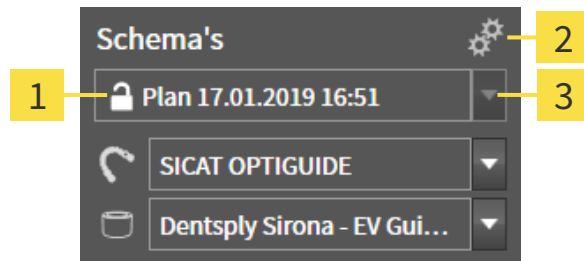 Schema's
2
1
Plan 17.01.2019 16:51
3
SICAT OPTIGUIDE
Dentsply Sirona - EV Gui...